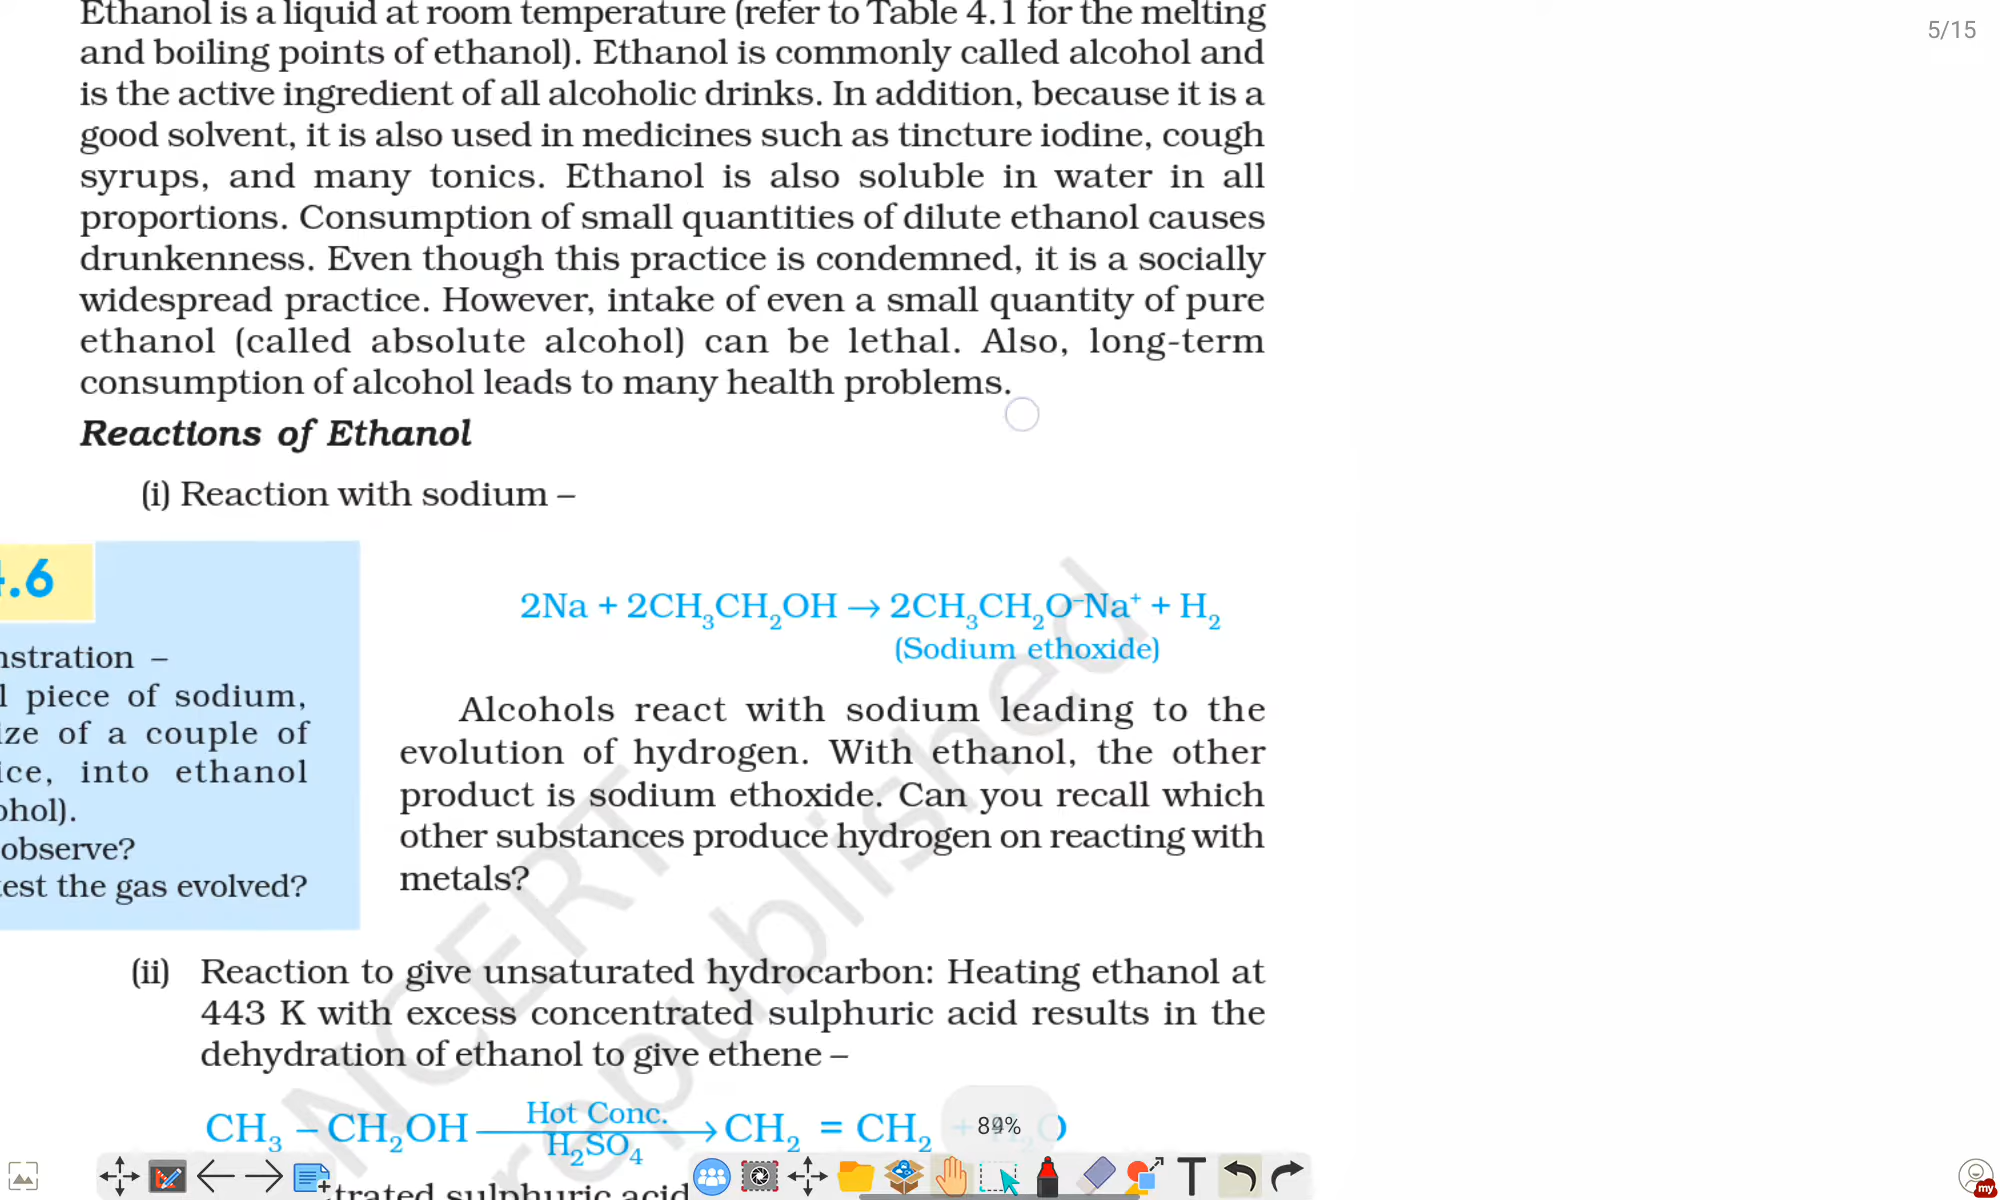 Ethanol is a liquid at room temperature (refer to Table 4.1 for the melting
and boiling points of ethanol). Ethanol is commonly called alcohol and
is the active ingredient of all alcoholic drinks. In addition, because it is a
good solvent, it is also used in medicines such as tincture iodine, cough
syrups, and many tonics. Ethanol is also soluble in water in all
proportions. Consumption of small quantities of dilute ethanol causes
drunkenness. Even though this practice is condemned, it is a socially
widespread practice. However, intake of even a small quantity of pure
ethanol (called absolute alcohol) can be lethal. Also, long-term
consumption of alcohol leads to many health problems.
Reactions of Ethanol
(i) Reaction with sodium –
.6
nstration –
l piece of sodium,
ize of a couple of
ice, into ethanol
ohol).
observe?
test the gas evolved?
2Na + 2CH₃CH₂OH → 2CH₃CH₂O⁻Na⁺ + H₂
(Sodium ethoxide)
Alcohols react with sodium leading to the
evolution of hydrogen. With ethanol, the other
product is sodium ethoxide. Can you recall which
other substances produce hydrogen on reacting with
metals?
(ii) Reaction to give unsaturated hydrocarbon: Heating ethanol at
443 K with excess concentrated sulphuric acid results in the
dehydration of ethanol to give ethene –
Hot Conc.
CH₃ – CH₂OH → CH₂ = CH₂ + H₂O
H₂SO₄
trated sulphuric acid
NCERT
republished
5/15
T
my